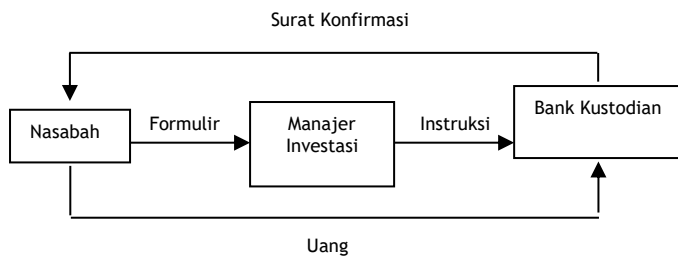 Surat Konfirmasi
Nasabah
Formulir
Manajer
Investasi
Instruksi
Bank Kustodian
Uang